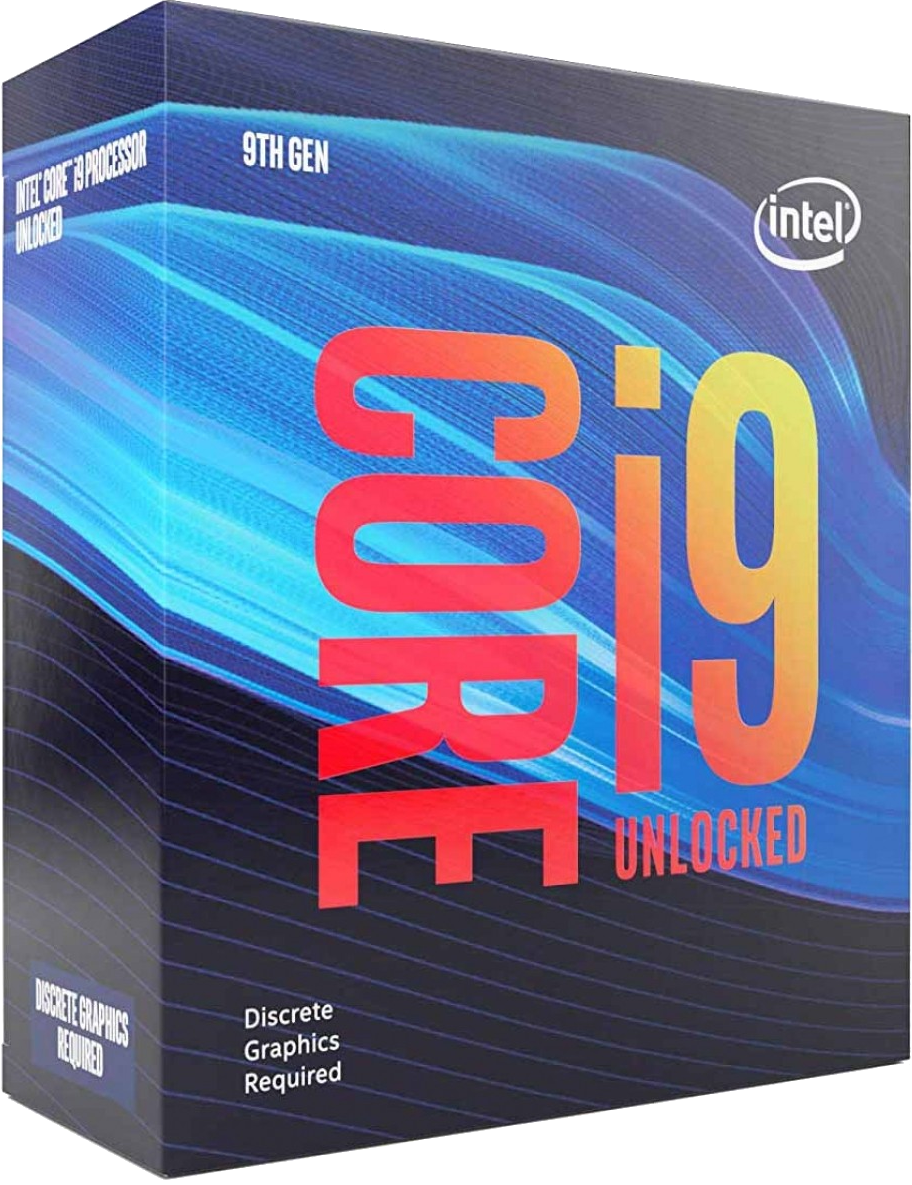 INTEL® CORE™ i9 PROCESSOR
UNLOCKED
9TH GEN
intel®
CORE
i9
UNLOCKED
Discrete
Graphics
Required
DISCRETE GRAPHICS
REQUIRED